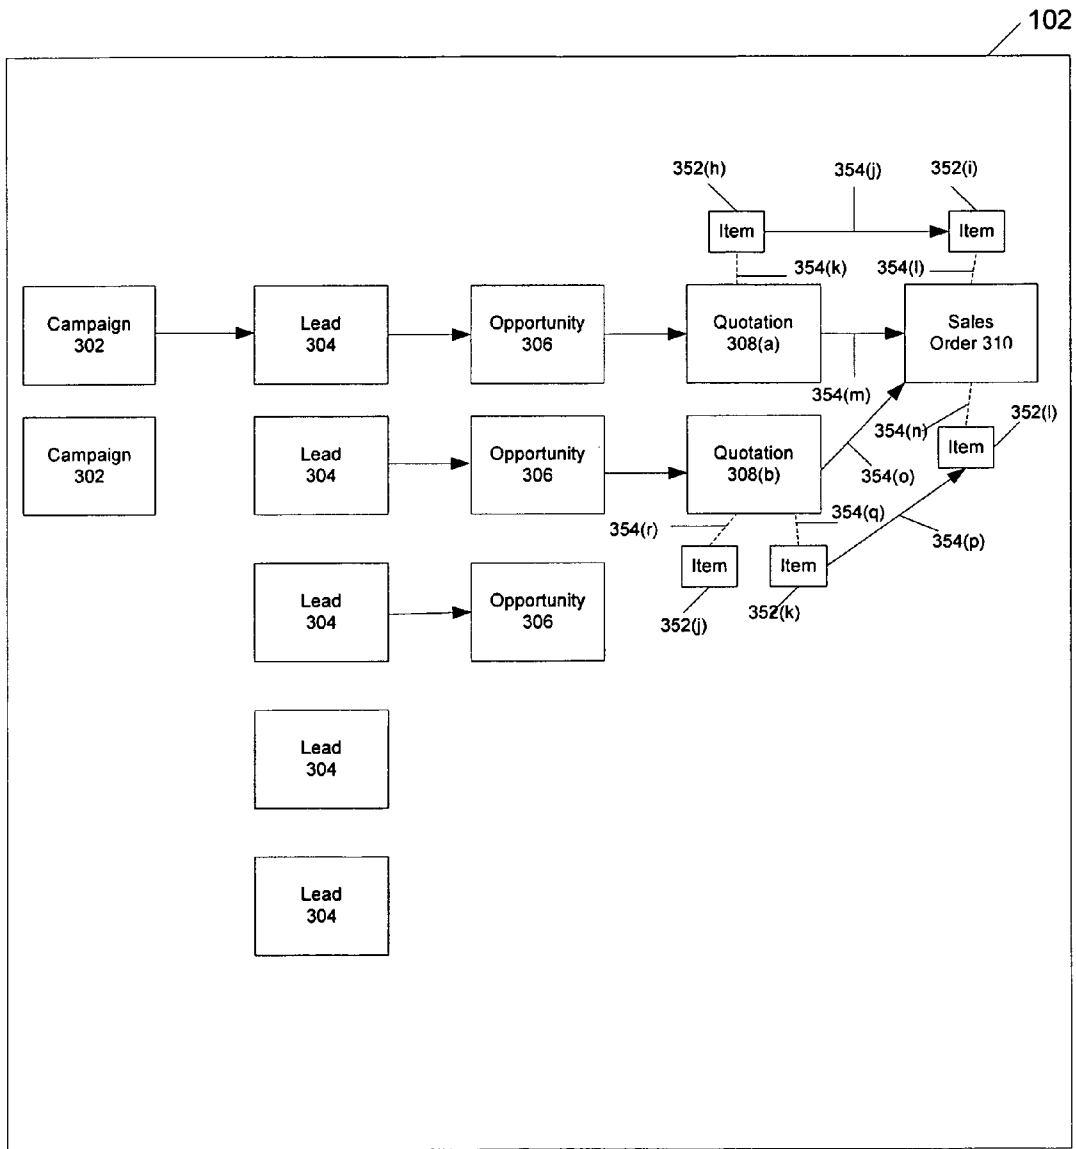 102
352(h)
354(j)
352(i)
Item
Item
354(k)
354(l)
Campaign
302
Lead
304
Opportunity
306
Quotation
308(a)
Sales
Order 310
354(m)
354(n)
352(l)
Campaign
302
Lead
304
Opportunity
306
Quotation
308(b)
Item
354(o)
354(r)
354(q)
354(p)
Item
Item
352(j)
352(k)
Lead
304
Opportunity
306
Lead
304
Lead
304